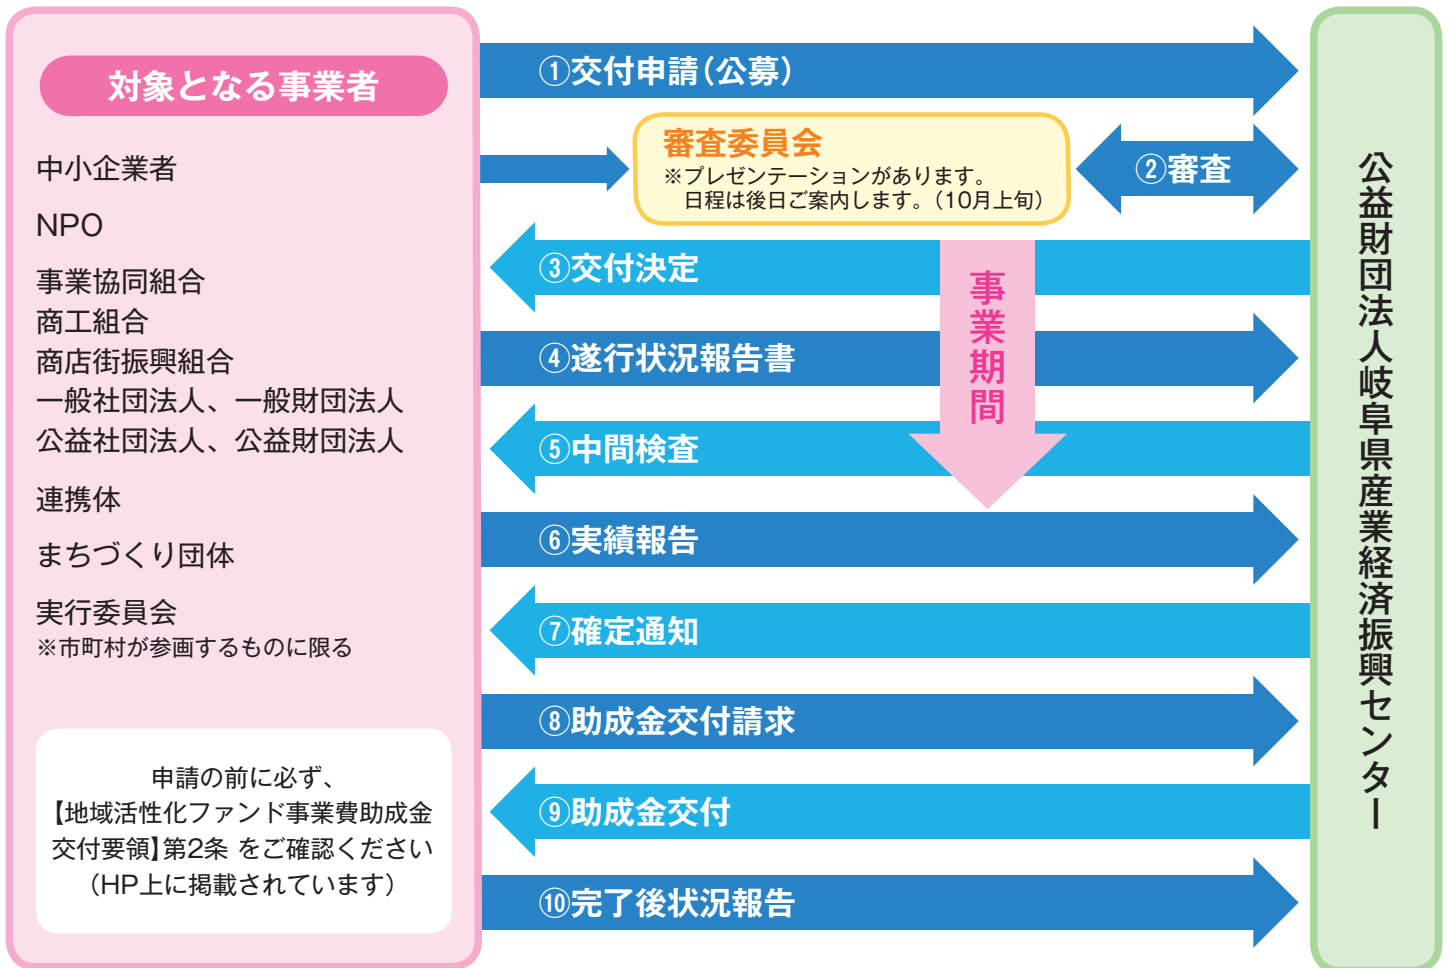 対象となる事業者
中小企業者
NPO
事業協同組合
商工組合
商店街振興組合
一般社団法人、一般財団法人
公益社団法人、公益財団法人
連携体
まちづくり団体
実行委員会
※市町村が参画するものに限る
申請の前に必ず、
【地域活性化ファンド事業費助成金
交付要領】第2条 をご確認ください
（HP上に掲載されています）
①交付申請（公募）
審査委員会
※プレゼンテーションがあります。
日程は後日ご案内します。（10月上旬）
②審査
③交付決定
④遂行状況報告書
⑤中間検査
事業期間
⑥実績報告
⑦確定通知
⑧助成金交付請求
⑨助成金交付
⑩完了後状況報告
公益財団法人岐阜県産業経済振興センター